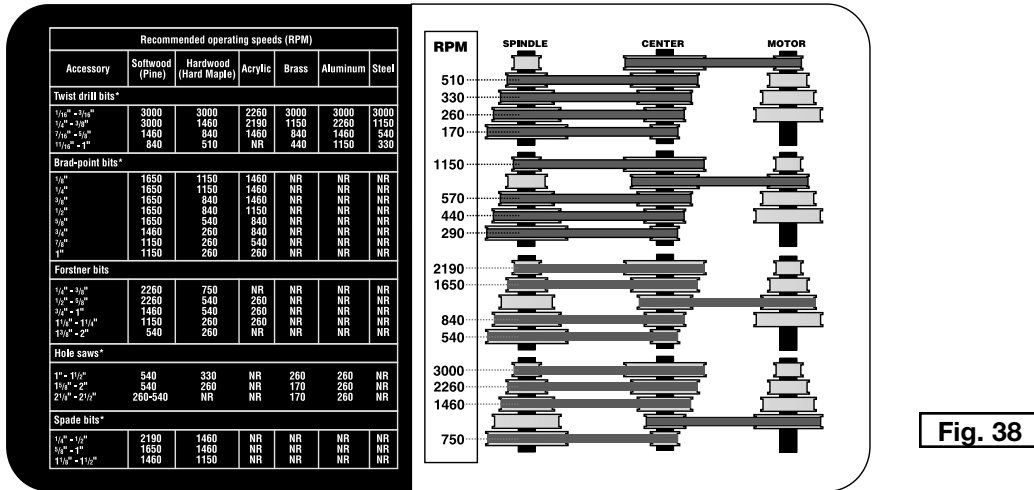 Recommended operating speeds (RPM)
Accessory Softwood (Pine) Hardwood (Hard Maple) Acrylic Brass Aluminum Steel
Twist drill bits*
1/16" - 3/16" 3000 3000 2260 3000 3000 3000
1/4" - 3/8" 3000 1460 2190 1150 2260 1150
7/16" - 5/8" 1460 840 1460 840 1460 540
11/16" - 1" 840 510 NR 440 1150 330
Brad-point bits*
1/8" 1650 1150 1460 NR NR NR
1/4" 1650 1150 1460 NR NR NR
3/8" 1650 840 1460 NR NR NR
1/2" 1650 840 1150 NR NR NR
5/8" 1650 540 840 NR NR NR
3/4" 1460 260 840 NR NR NR
7/8" 1150 260 540 NR NR NR
1" 1150 260 260 NR NR NR
Forstner bits
1/4" - 3/8" 2260 750 NR NR NR NR
1/2" - 5/8" 2260 540 260 NR NR NR
3/4" - 1" 1460 540 260 NR NR NR
1 1/8" - 1 1/4" 1150 260 260 NR NR NR
1 3/8" - 2" 540 260 NR NR NR NR
Hole saws*
1" - 1 1/2" 540 330 NR 260 260 NR
1 5/8" - 2" 540 260 NR 170 260 NR
2 1/8" - 2 1/2" 260-540 NR NR 170 260 NR
Spade bits*
1/4" - 1/2" 2190 1460 NR NR NR NR
5/8" - 1" 1650 1460 NR NR NR NR
1 1/8" - 1 1/2" 1460 1150 NR NR NR NR
RPM SPINDLE CENTER MOTOR
510
330
260
170
1150
570
440
290
2190
1650
840
540
3000
2260
1460
750
Fig. 38